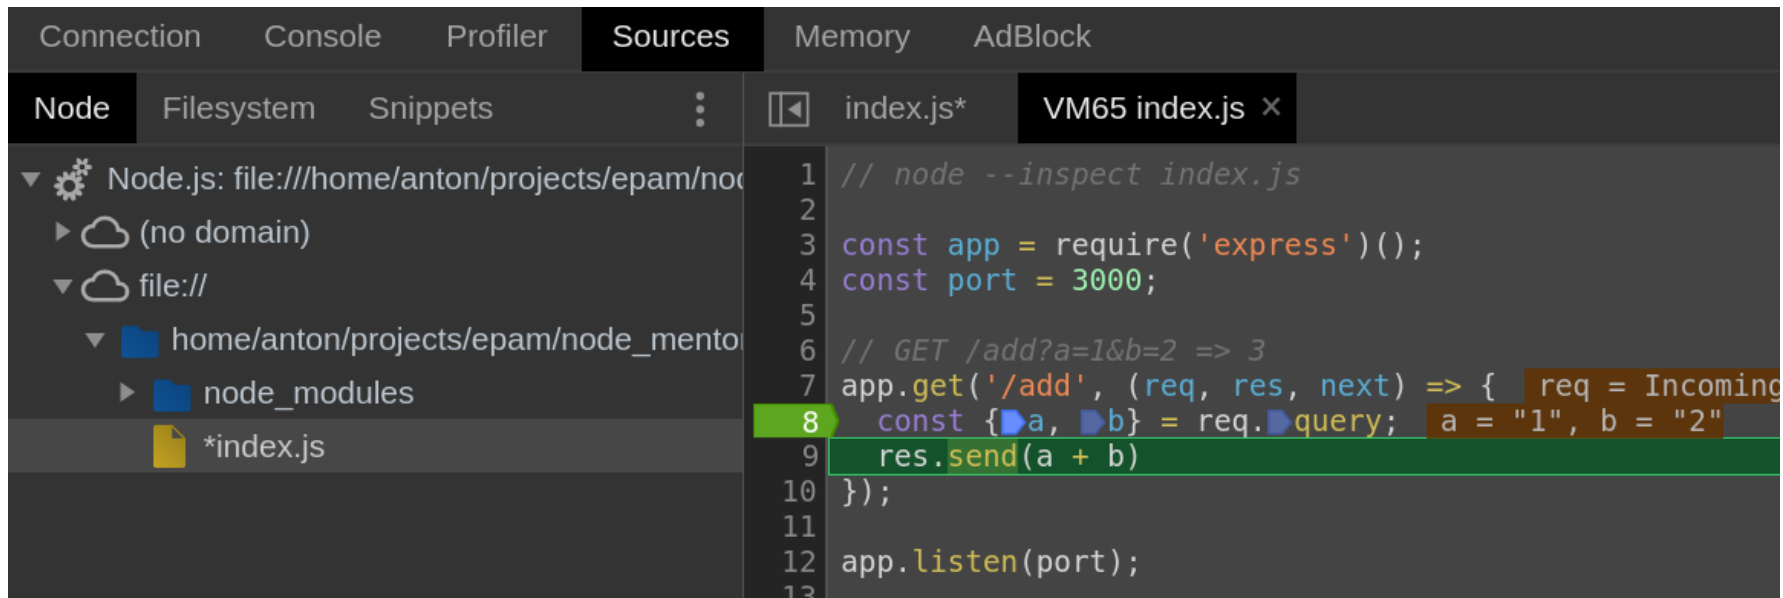 Connection Console Profiler Sources Memory AdBlock
Node Filesystem Snippets
Node.js: file:///home/anton/projects/epam/noc
(no domain)
file://
home/anton/projects/epam/node_mento
node_modules
*index.js
index.js* VM65 index.js ×
1 // node --inspect index.js
2
3 const app = require('express')();
4 const port = 3000;
5
6 // GET /add?a=1&b=2 => 3
7 app.get('/add', (req, res, next) => { req = Incoming
8 const {a, b} = req.query; a = "1", b = "2"
9 res.send(a + b)
10 });
11
12 app.listen(port);
13